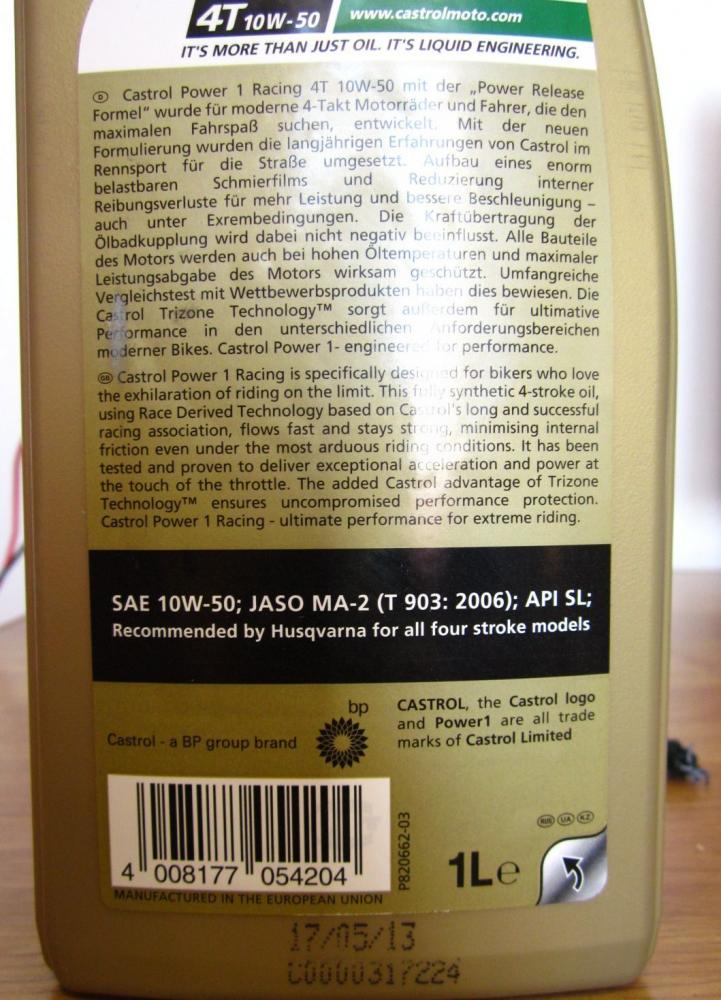 4T 10W-50 www.castrolmoto.com
IT'S MORE THAN JUST OIL. IT'S LIQUID ENGINEERING.
D Castrol Power 1 Racing 4T 10W-50 mit der „Power Release
Formel“ wurde für moderne 4-Takt Motorräder und Fahrer, die den
maximalen Fahrspaß suchen, entwickelt. Mit der neuen
Formulierung wurden die langjährigen Erfahrungen von Castrol im
Rennsport für die Straße umgesetzt. Aufbau eines enorm
belastbaren Schmierfilms und Reduzierung interner
Reibungsverluste für mehr Leistung und bessere Beschleunigung –
auch unter Exrembedingungen. Die Kraftübertragung der
Ölbadkupplung wird dabei nicht negativ beeinflusst. Alle Bauteile
des Motors werden auch bei hohen Öltemperaturen und maximaler
Leistungsabgabe des Motors wirksam geschützt. Umfangreiche
Vergleichstest mit Wettbewerbsprodukten haben dies bewiesen. Die
Castrol Trizone Technology™ sorgt außerdem für ultimative
Performance in den unterschiedlichen Anforderungsbereichen
moderner Bikes. Castrol Power 1- engineered for performance.
GB Castrol Power 1 Racing is specifically designed for bikers who love
the exhilaration of riding on the limit. This fully synthetic 4-stroke oil,
using Race Derived Technology based on Castrol's long and successful
racing association, flows fast and stays strong, minimising internal
friction even under the most arduous riding conditions. It has been
tested and proven to deliver exceptional acceleration and power at
the touch of the throttle. The added Castrol advantage of Trizone
Technology™ ensures uncompromised performance protection.
Castrol Power 1 Racing - ultimate performance for extreme riding.
SAE 10W-50; JASO MA-2 (T 903: 2006); API SL;
Recommended by Husqvarna for all four stroke models
bp
Castrol - a BP group brand
CASTROL, the Castrol logo
and Power1 are all trade
marks of Castrol Limited
RUS UA KZ
4 008177 054204
P820662-03
1L e
MANUFACTURED IN THE EUROPEAN UNION
17/05/13
C0000317224